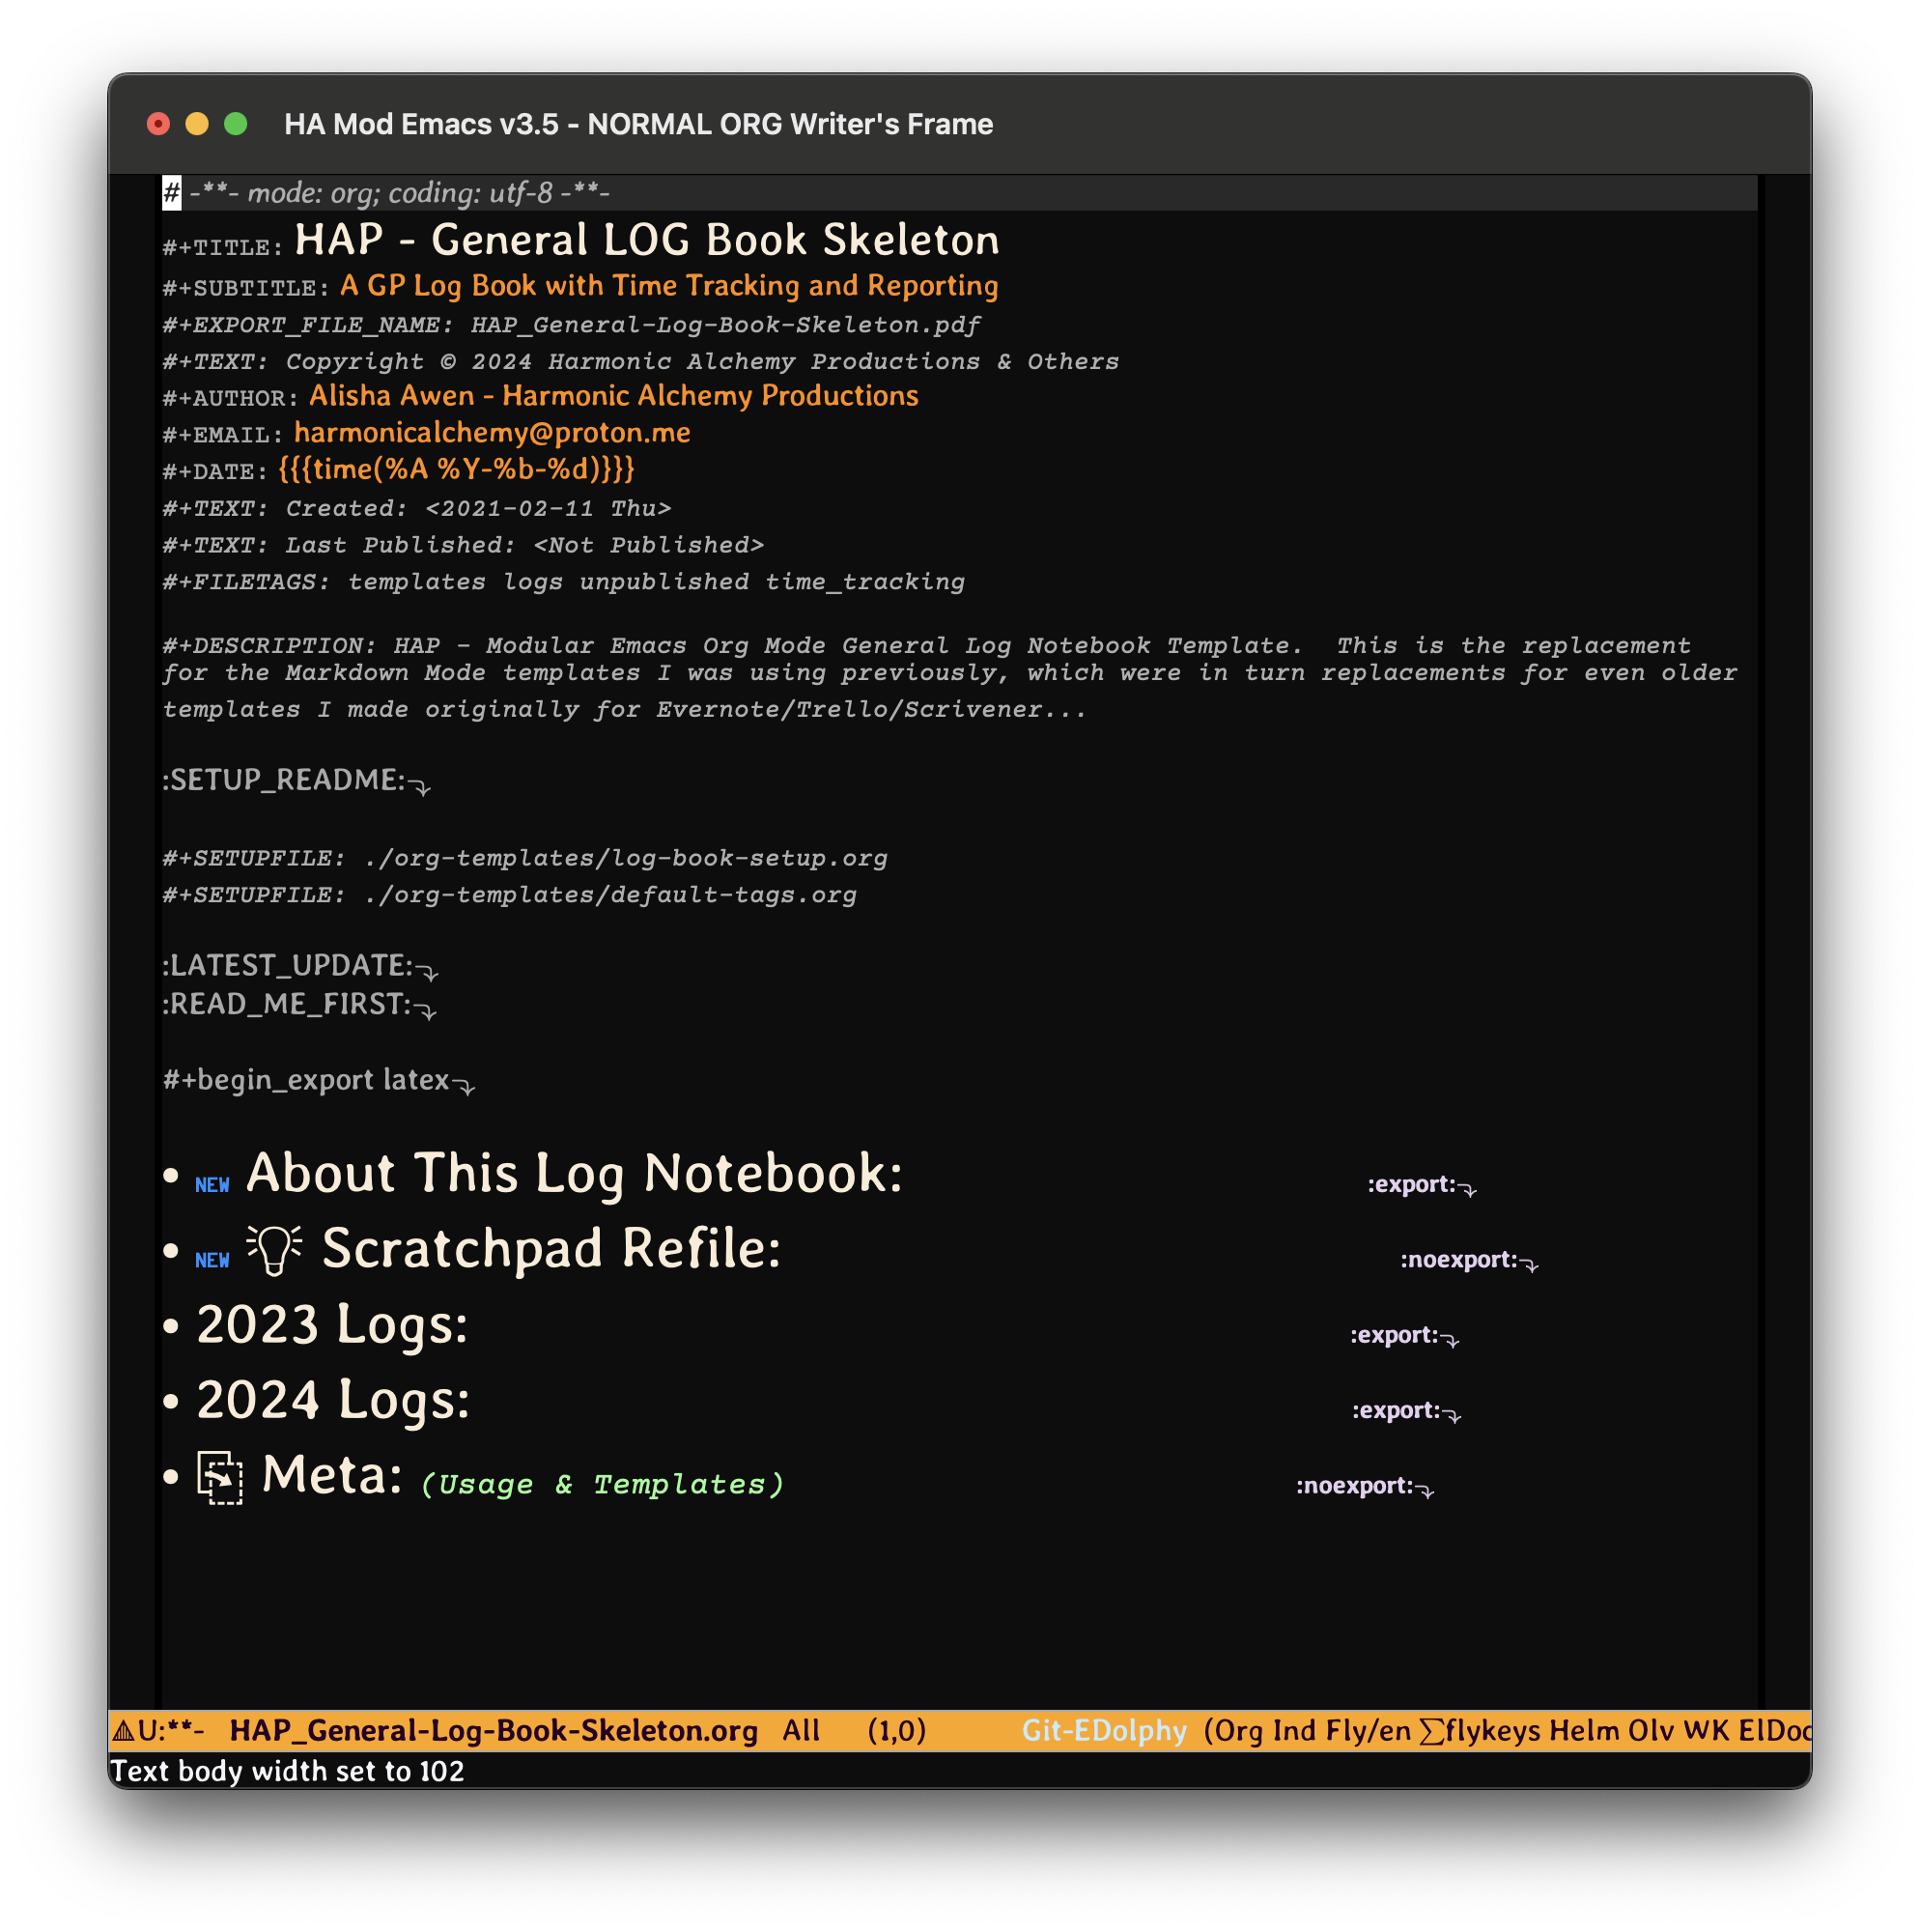 HA Mod Emacs v3.5 - NORMAL ORG Writer's Frame
# -**- mode: org; coding: utf-8 -**-
#+TITLE: HAP - General LOG Book Skeleton
#+SUBTITLE: A GP Log Book with Time Tracking and Reporting
#+EXPORT_FILE_NAME: HAP_General-Log-Book-Skeleton.pdf
#+TEXT: Copyright © 2024 Harmonic Alchemy Productions & Others
#+AUTHOR: Alisha Awen - Harmonic Alchemy Productions
#+EMAIL: harmonicalchemy@proton.me
#+DATE: {{{time(%A %Y-%b-%d)}}}
#+TEXT: Created: <2021-02-11 Thu>
#+TEXT: Last Published: <Not Published>
#+FILETAGS: templates logs unpublished time_tracking
#+DESCRIPTION: HAP - Modular Emacs Org Mode General Log Notebook Template.  This is the replacement
for the Markdown Mode templates I was using previously, which were in turn replacements for even older
templates I made originally for Evernote/Trello/Scrivener...
:SETUP_README:⤵
#+SETUPFILE: ./org-templates/log-book-setup.org
#+SETUPFILE: ./org-templates/default-tags.org
:LATEST_UPDATE:⤵
:READ_ME_FIRST:⤵
#+begin_export latex⤵
• NEW About This Log Notebook: :export:⤵
• NEW Scratchpad Refile: :noexport:⤵
• 2023 Logs: :export:⤵
• 2024 Logs: :export:⤵
• Meta: (Usage & Templates) :noexport:⤵
U:**-  HAP_General-Log-Book-Skeleton.org  All  (1,0)  Git-EDolphy (Org Ind Fly/en ∑flykeys Helm Olv WK ElDoc
Text body width set to 102